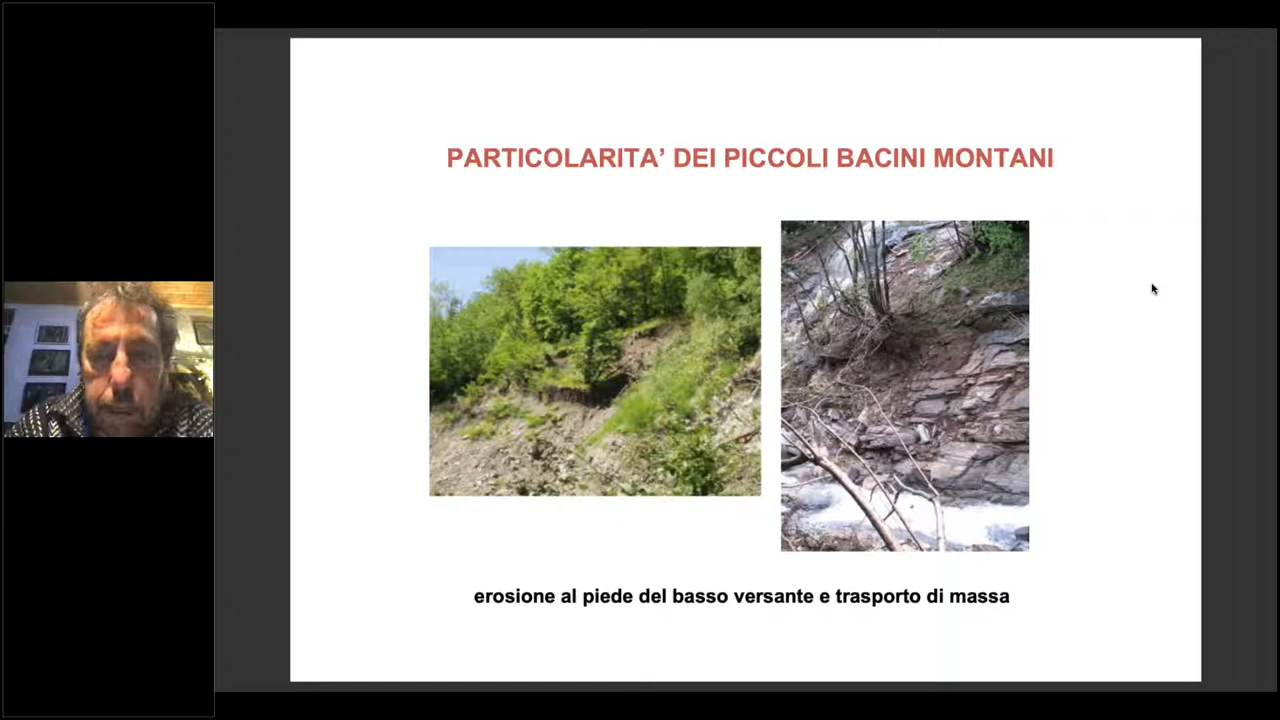 PARTICOLARITA’ DEI PICCOLI BACINI MONTANI
erosione al piede del basso versante e trasporto di massa